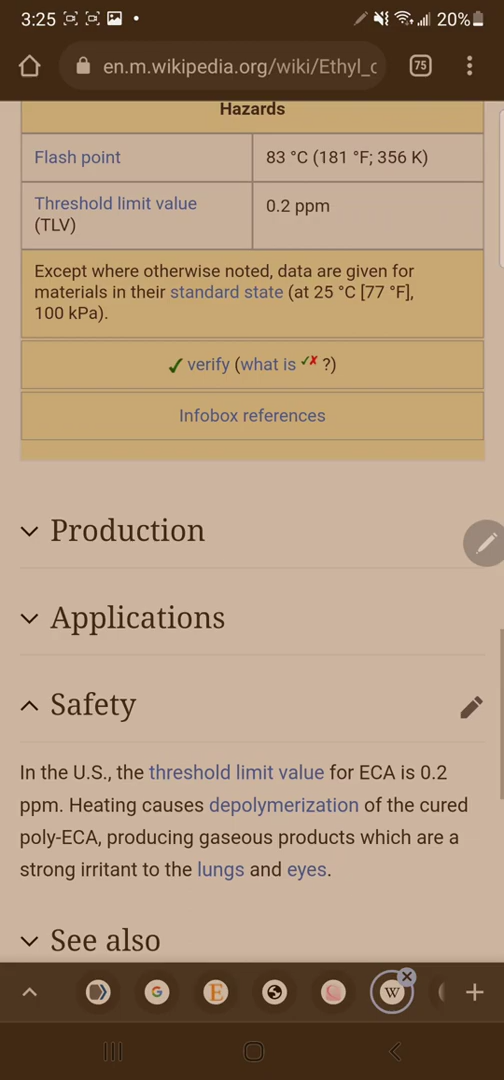 3:25
20%
en.m.wikipedia.org/wiki/Ethyl_c
75
Hazards
Flash point
83 °C (181 °F; 356 K)
Threshold limit value
(TLV)
0.2 ppm
Except where otherwise noted, data are given for
materials in their standard state (at 25 °C [77 °F],
100 kPa).
✓ verify (what is ✓✗ ?)
Infobox references
Production
Applications
Safety
In the U.S., the threshold limit value for ECA is 0.2
ppm. Heating causes depolymerization of the cured
poly-ECA, producing gaseous products which are a
strong irritant to the lungs and eyes.
See also
G
E
W